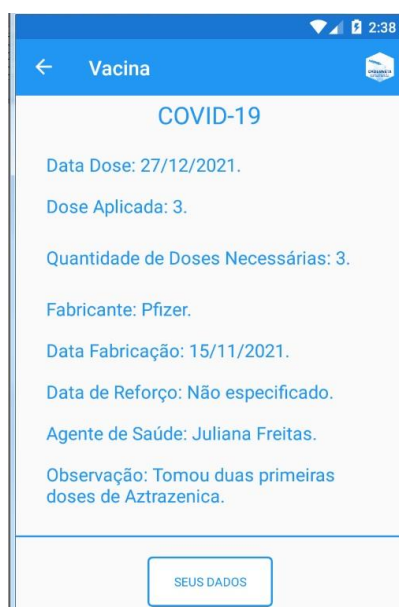 2:38
Vacina
COVID-19
Data Dose: 27/12/2021.
Dose Aplicada: 3.
Quantidade de Doses Necessárias: 3.
Fabricante: Pfizer.
Data Fabricação: 15/11/2021.
Data de Reforço: Não especificado.
Agente de Saúde: Juliana Freitas.
Observação: Tomou duas primeiras
doses de Aztrazenica.
SEUS DADOS